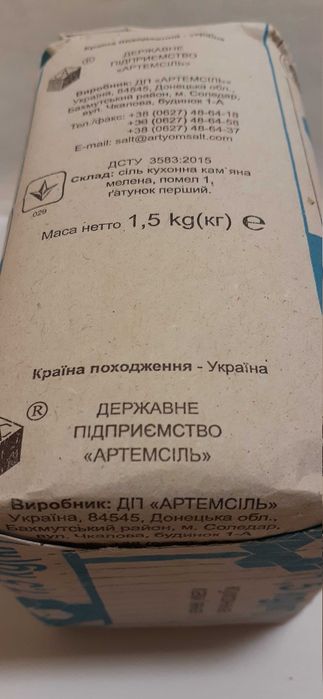 Країна походження - Україна
®
ДЕРЖАВНЕ
ПІДПРИЄМСТВО
«АРТЕМСІЛЬ»
Виробник: ДП «АРТЕМСІЛЬ»
Україна, 84545, Донецька обл.,
Бахмутський район, м. Соледар,
вул. Чкалова, будинок 1-А
Тел./факс: +38 (0627) 48-64-18
+38 (0627) 48-64-58
+38 (0627) 48-64-37
E-mail: salt@artyomsalt.com
ДСТУ 3583:2015
Склад: сіль кухонна кам`яна
мелена, помел 1,
ґатунок перший.
029
Маса нетто 1,5 kg(кг) e
Країна походження - Україна
®
ДЕРЖАВНЕ
ПІДПРИЄМСТВО
«АРТЕМСІЛЬ»
Виробник: ДП «АРТЕМСІЛЬ»
Україна, 84545, Донецька обл.,
Бахмутський район, м. Соледар,
вул. Чкалова, будинок 1-А